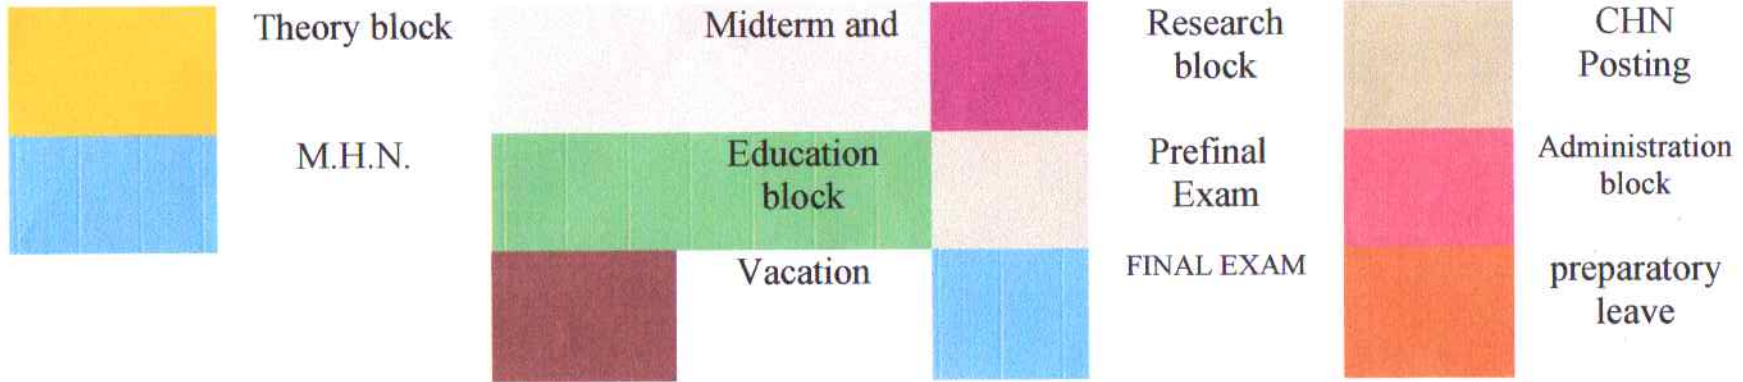 Theory block
Midterm and
Research
block
CHN
Posting
M.H.N.
Education
block
Prefinal
Exam
Administration
block
Vacation
FINAL EXAM
preparatory
leave